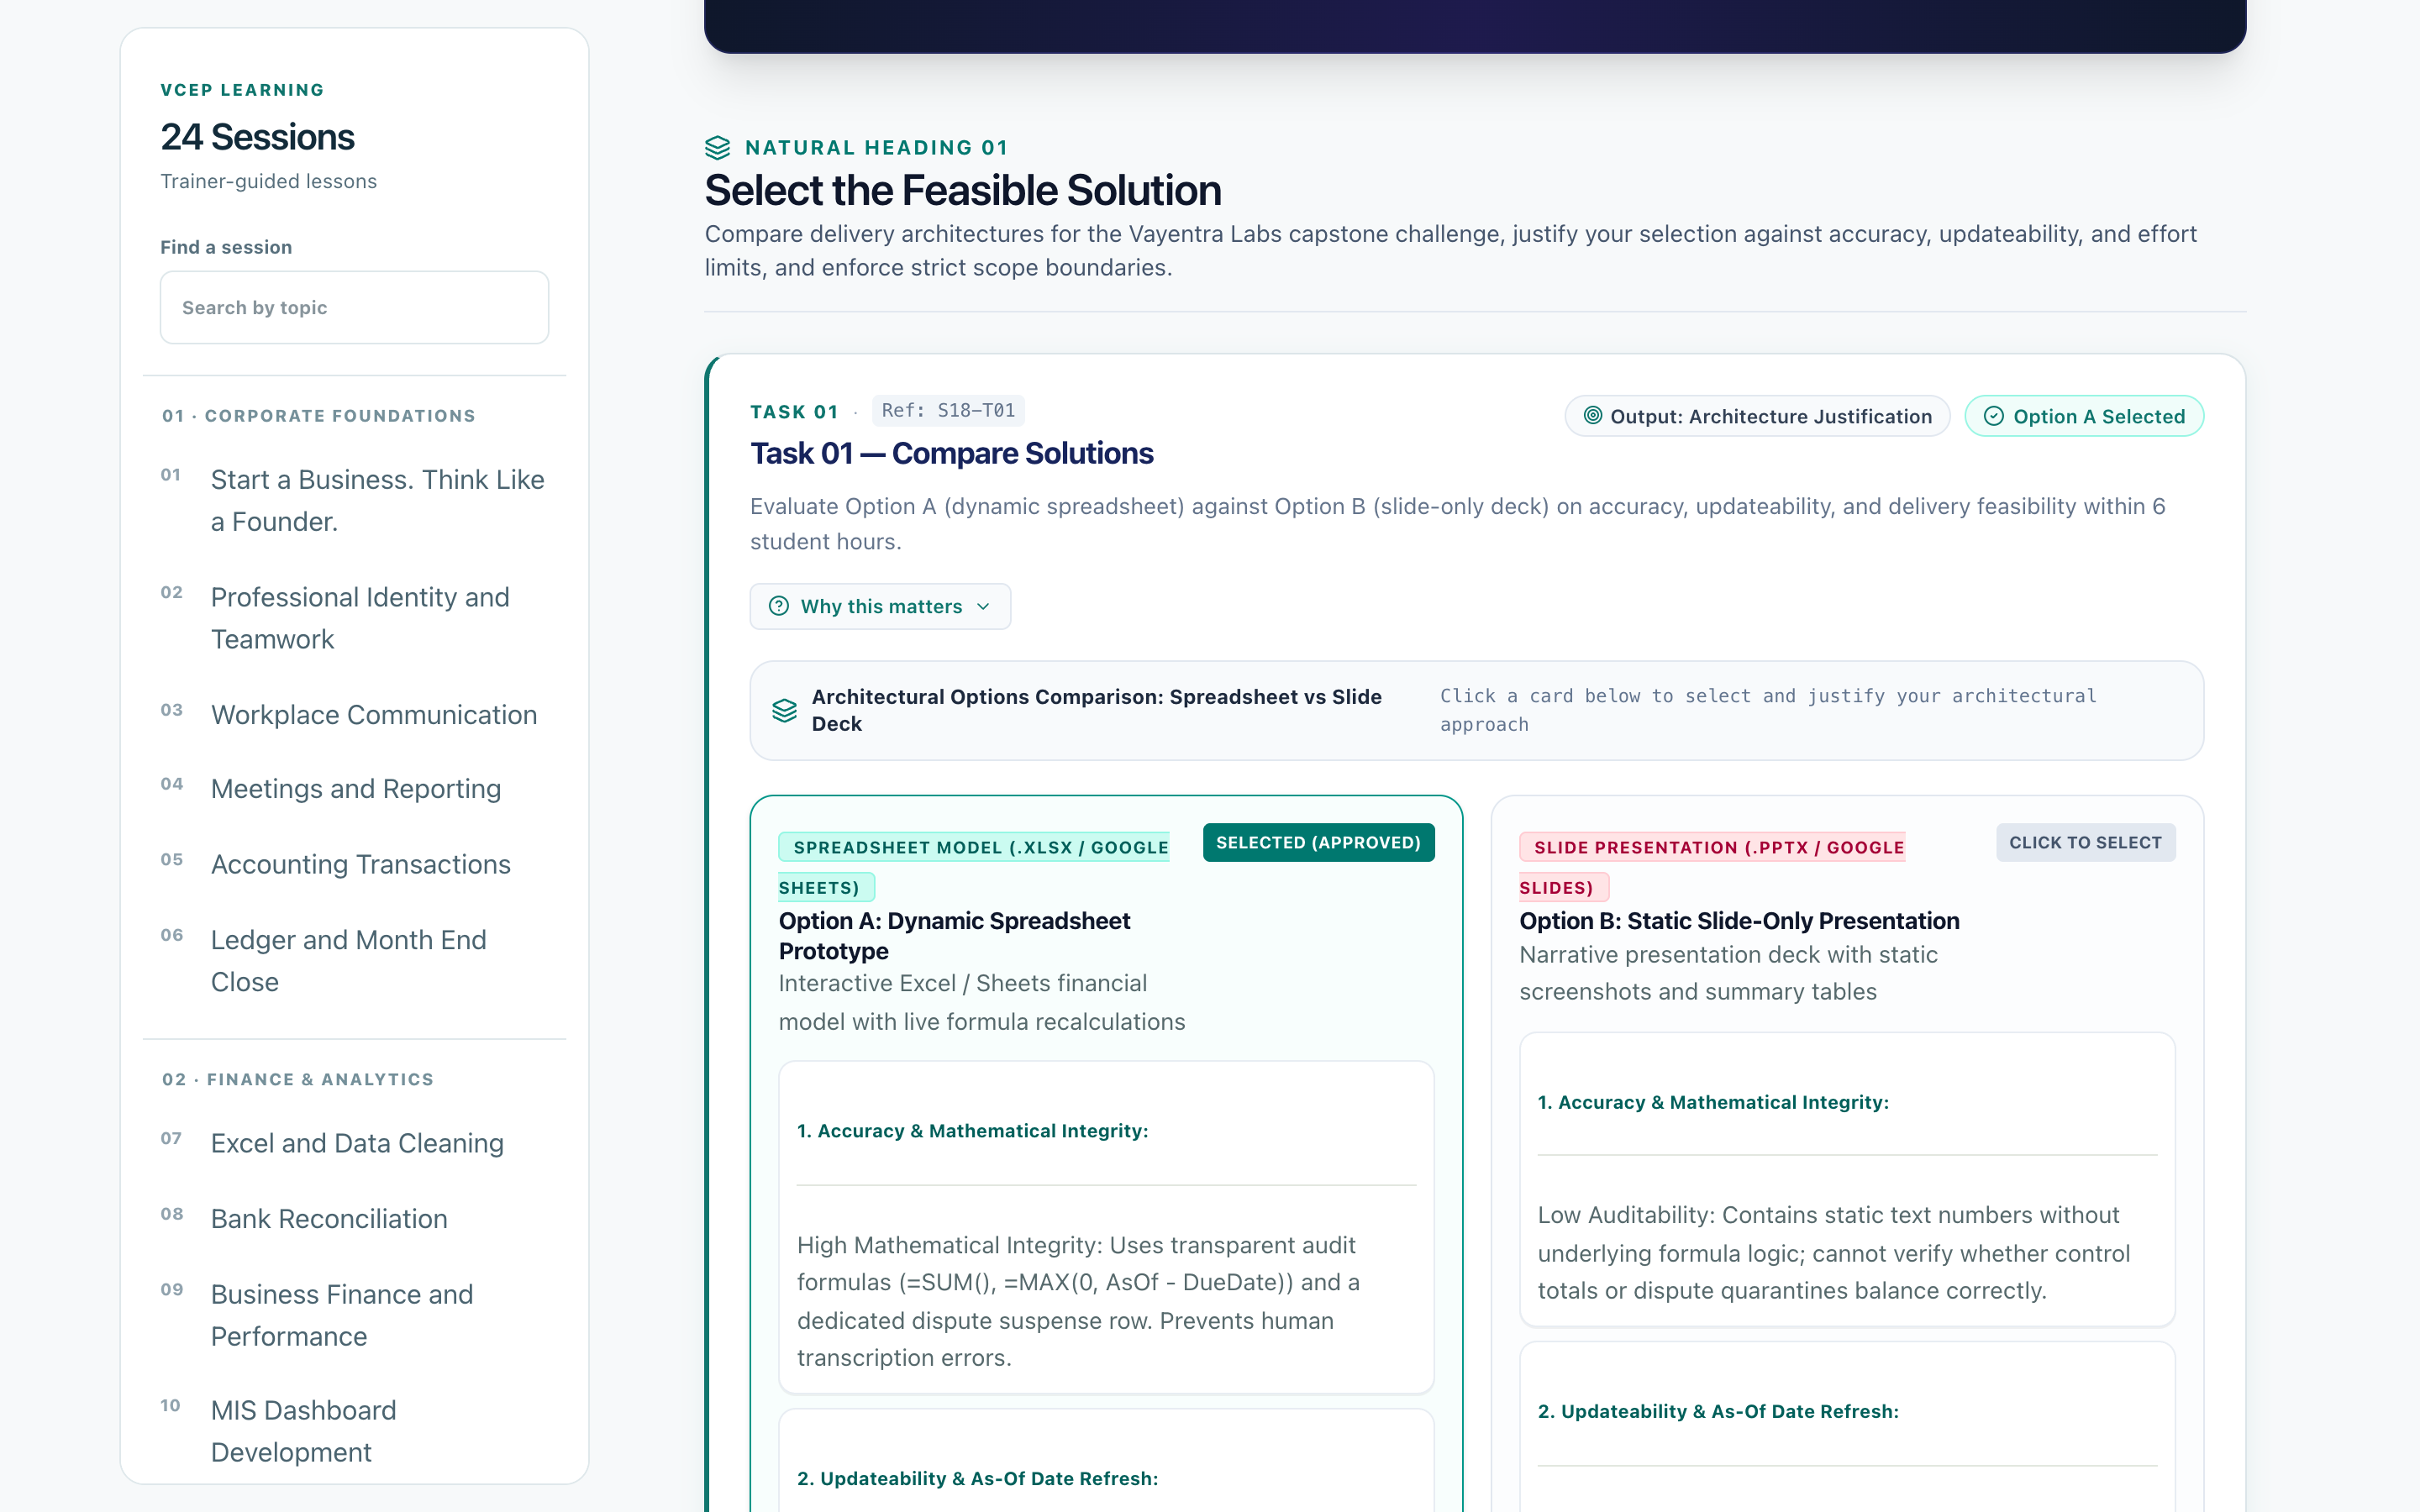 VCEP LEARNING
24 Sessions
Trainer-guided lessons
Find a session
Search by topic
01 · CORPORATE FOUNDATIONS
01 Start a Business. Think Like
a Founder.
02 Professional Identity and
Teamwork
03 Workplace Communication
04 Meetings and Reporting
05 Accounting Transactions
06 Ledger and Month End
Close
02 · FINANCE & ANALYTICS
07 Excel and Data Cleaning
08 Bank Reconciliation
09 Business Finance and
Performance
10 MIS Dashboard
Development
NATURAL HEADING 01
Select the Feasible Solution
Compare delivery architectures for the Vayentra Labs capstone challenge, justify your selection against accuracy, updateability, and effort
limits, and enforce strict scope boundaries.
TASK 01 · Ref: S18-T01
Output: Architecture Justification
Option A Selected
Task 01 — Compare Solutions
Evaluate Option A (dynamic spreadsheet) against Option B (slide-only deck) on accuracy, updateability, and delivery feasibility within 6
student hours.
Why this matters
Architectural Options Comparison: Spreadsheet vs Slide
Deck
Click a card below to select and justify your architectural
approach
SPREADSHEET MODEL (.XLSX / GOOGLE
SHEETS)
SELECTED (APPROVED)
Option A: Dynamic Spreadsheet
Prototype
Interactive Excel / Sheets financial
model with live formula recalculations
1. Accuracy & Mathematical Integrity:
High Mathematical Integrity: Uses transparent audit
formulas (=SUM(), =MAX(0, AsOf - DueDate)) and a
dedicated dispute suspense row. Prevents human
transcription errors.
2. Updateability & As-Of Date Refresh:
SLIDE PRESENTATION (.PPTX / GOOGLE
SLIDES)
CLICK TO SELECT
Option B: Static Slide-Only Presentation
Narrative presentation deck with static
screenshots and summary tables
1. Accuracy & Mathematical Integrity:
Low Auditability: Contains static text numbers without
underlying formula logic; cannot verify whether control
totals or dispute quarantines balance correctly.
2. Updateability & As-Of Date Refresh: